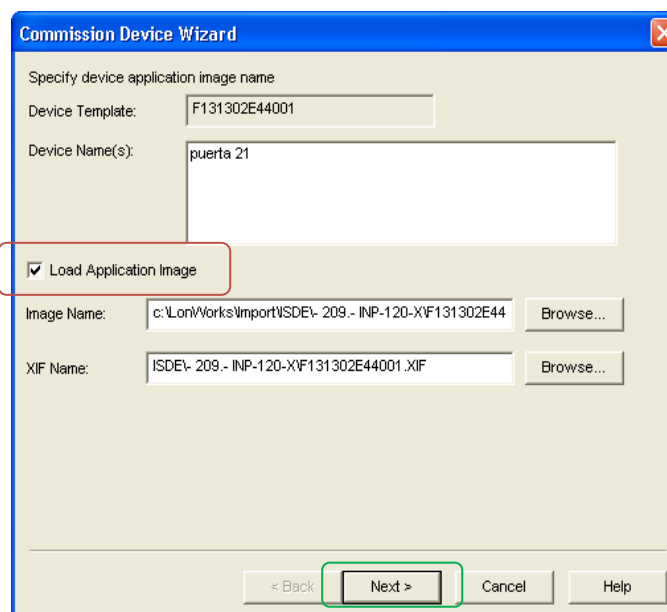 Commission Device Wizard
Specify device application image name
Device Template: F131302E44001
Device Name(s): puerta 21
Load Application Image
Image Name: c:\LonWorks\Import\ISDE\- 209.- INP-120-X\F131302E44 Browse...
XIF Name: ISDE\- 209.- INP-120-X\F131302E44001.XIF Browse...
< Back Next > Cancel Help